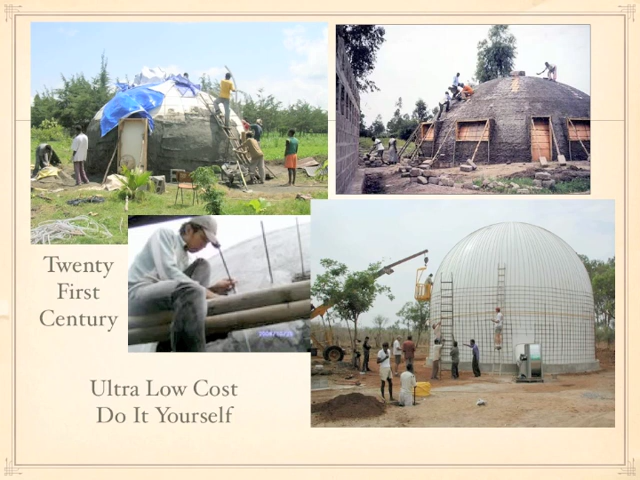 Twenty
First
Century
Ultra Low Cost
Do It Yourself